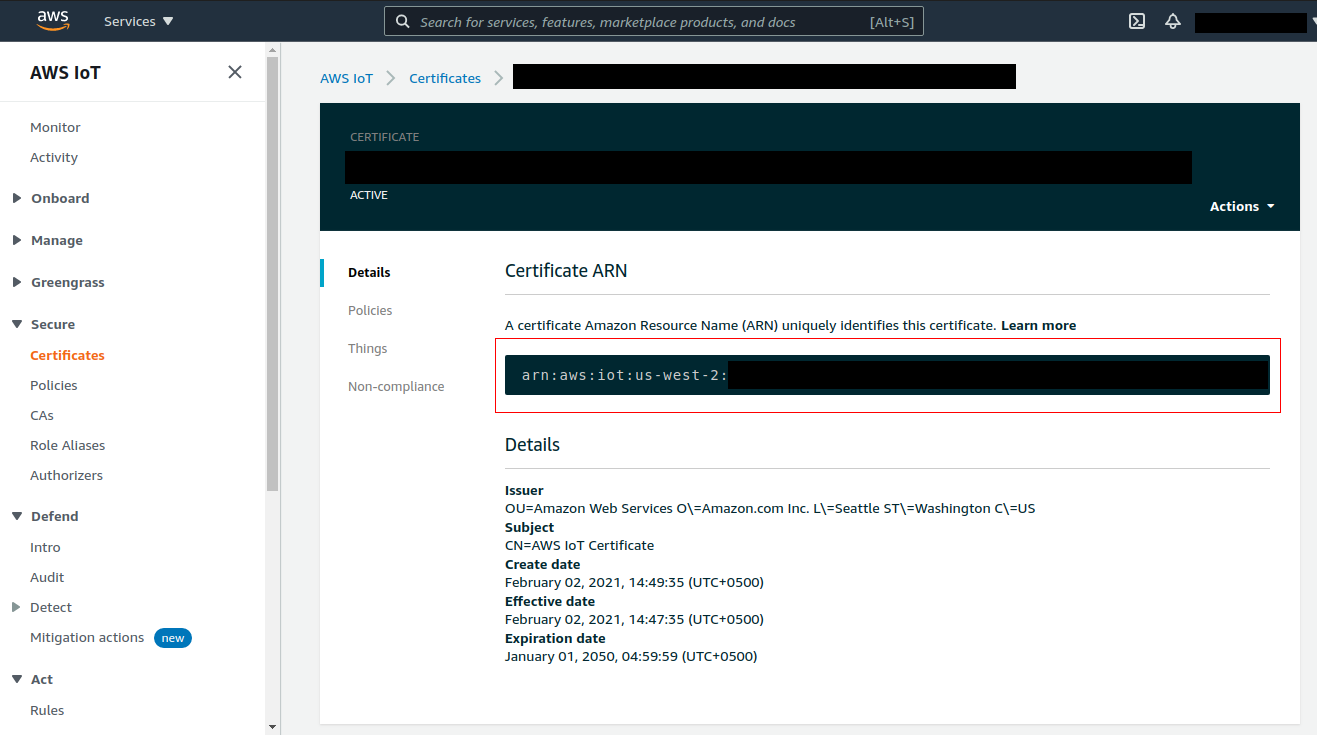 aws
Services
Search for services, features, marketplace products, and docs
[Alt+S]
AWS IoT
Monitor
Activity
Onboard
Manage
Greengrass
Secure
Certificates
Policies
CAs
Role Aliases
Authorizers
Defend
Intro
Audit
Detect
Mitigation actions new
Act
Rules
AWS IoT
Certificates
CERTIFICATE
ACTIVE
Actions
Details
Policies
Things
Non-compliance
Certificate ARN
A certificate Amazon Resource Name (ARN) uniquely identifies this certificate. Learn more
arn:aws:iot:us-west-2:
Details
Issuer
OU=Amazon Web Services O\=Amazon.com Inc. L\=Seattle ST\=Washington C\=US
Subject
CN=AWS IoT Certificate
Create date
February 02, 2021, 14:49:35 (UTC+0500)
Effective date
February 02, 2021, 14:47:35 (UTC+0500)
Expiration date
January 01, 2050, 04:59:59 (UTC+0500)